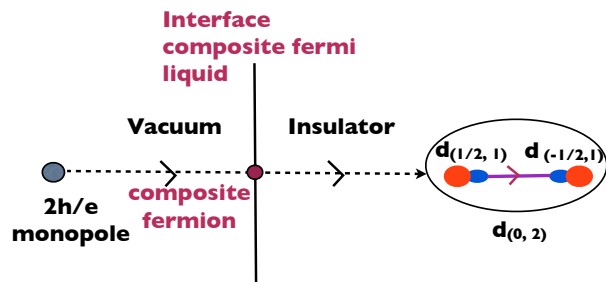 Interface
composite fermi
liquid
Vacuum
Insulator
d(1/2, 1) d (-1/2,1)
composite
fermion
2h/e
monopole
d(0, 2)